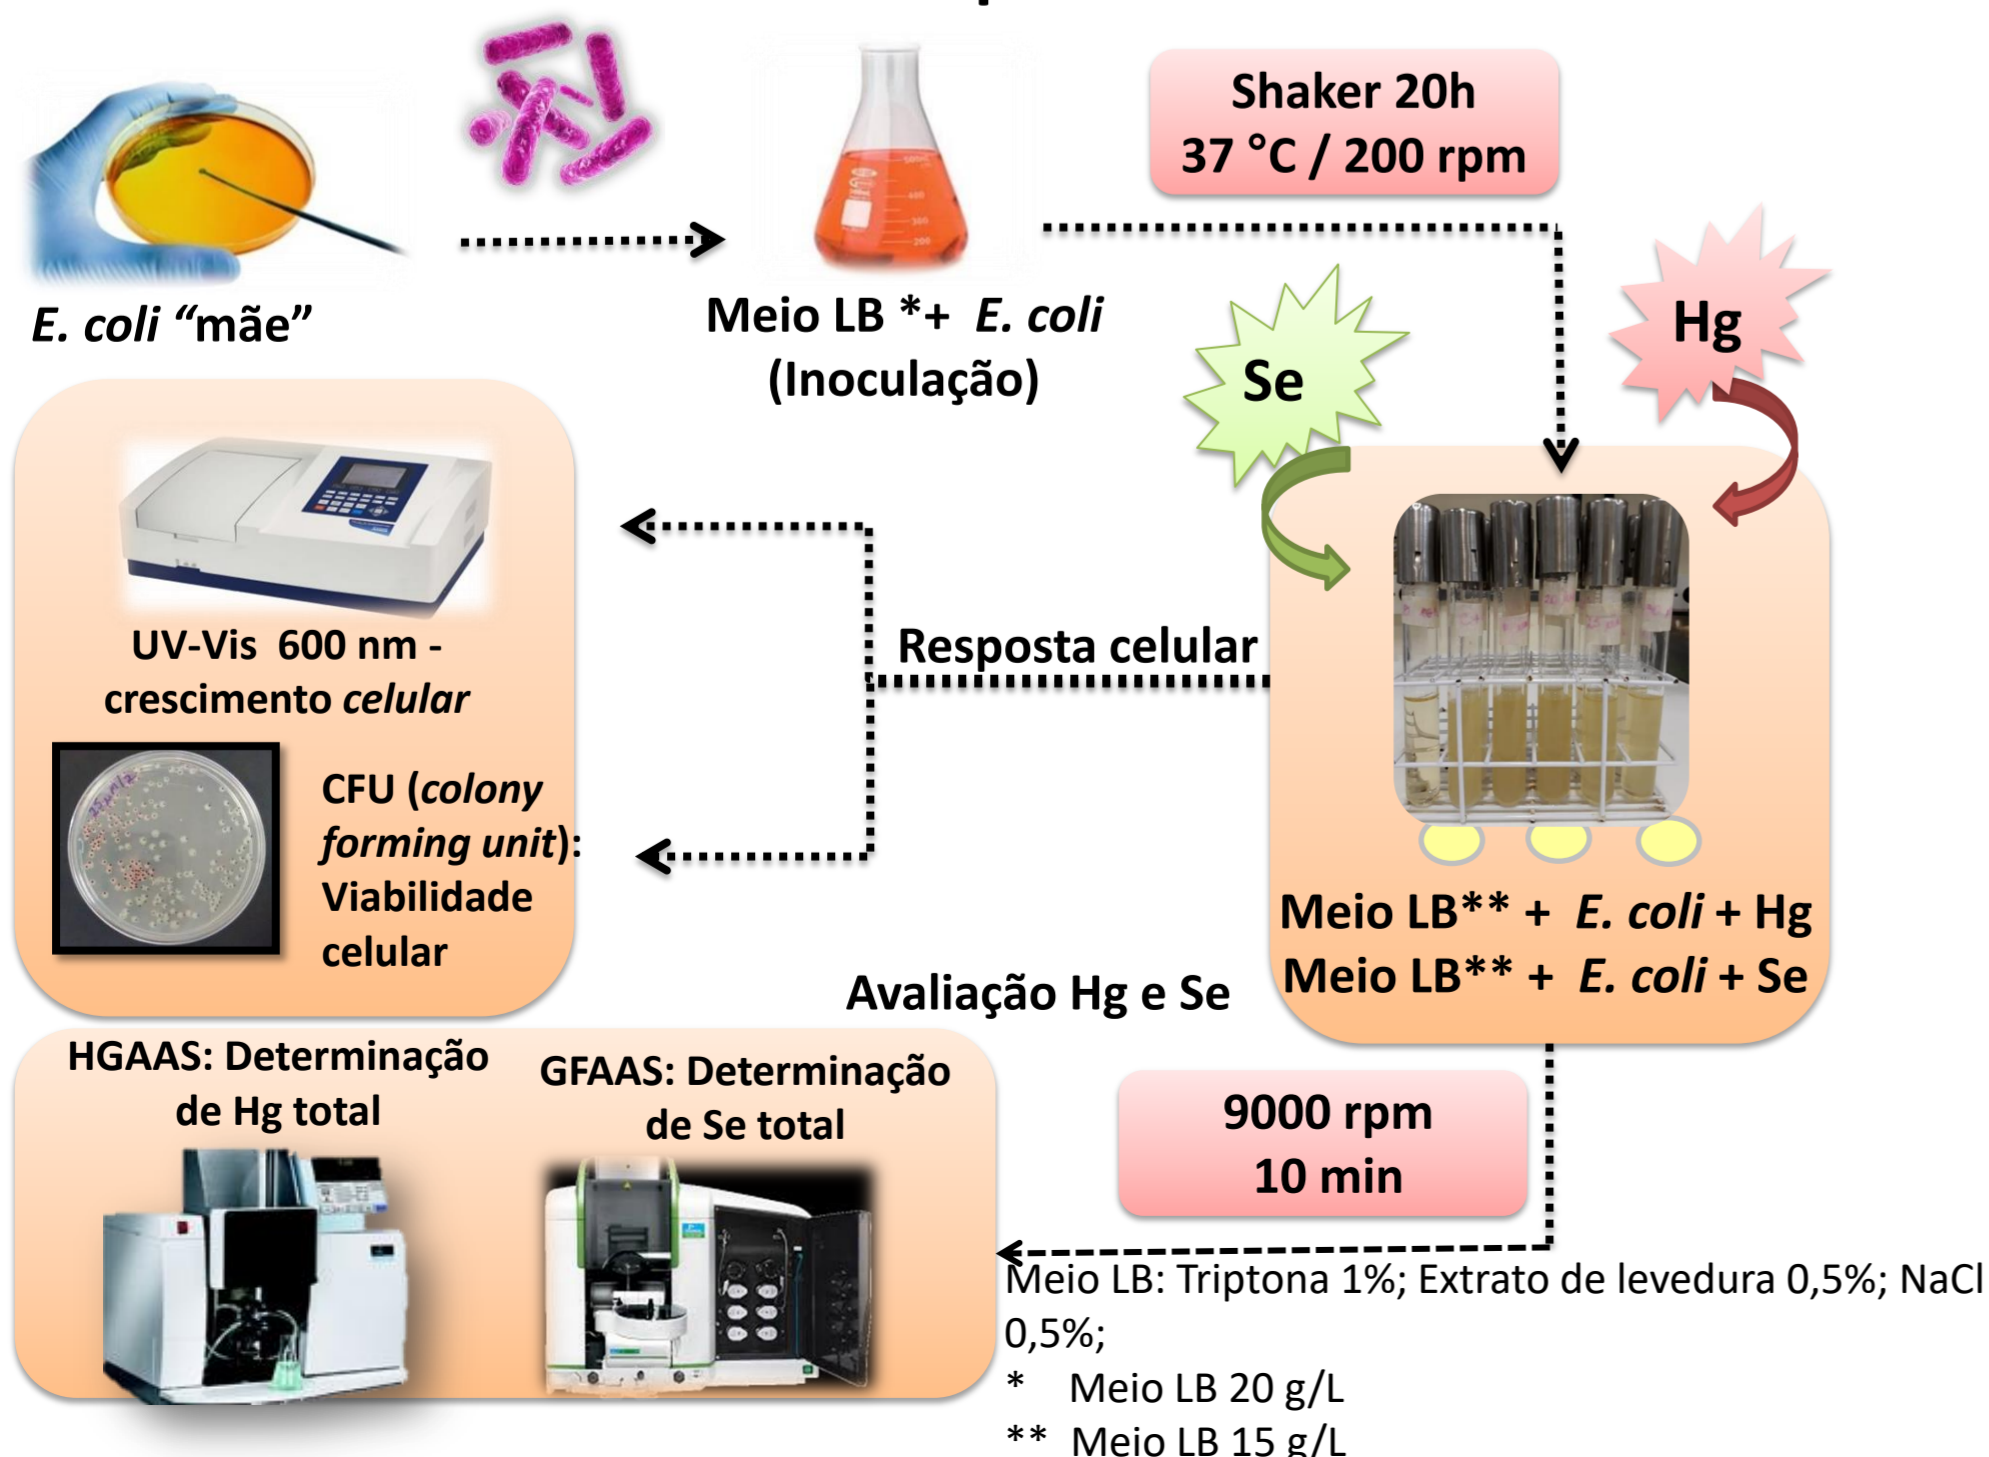 Shaker 20h
37 °C / 200 rpm
E. coli “mãe”
Meio LB *+ E. coli
(Inoculação)
Se
Hg
UV-Vis 600 nm -
crescimento celular
CFU (colony
forming unit):
Viabilidade
celular
Resposta celular
Meio LB** + E. coli + Hg
Meio LB** + E. coli + Se
Avaliação Hg e Se
HGAAS: Determinação
de Hg total
GFAAS: Determinação
de Se total
9000 rpm
10 min
Meio LB: Triptona 1%; Extrato de levedura 0,5%; NaCl
0,5%;
* Meio LB 20 g/L
** Meio LB 15 g/L